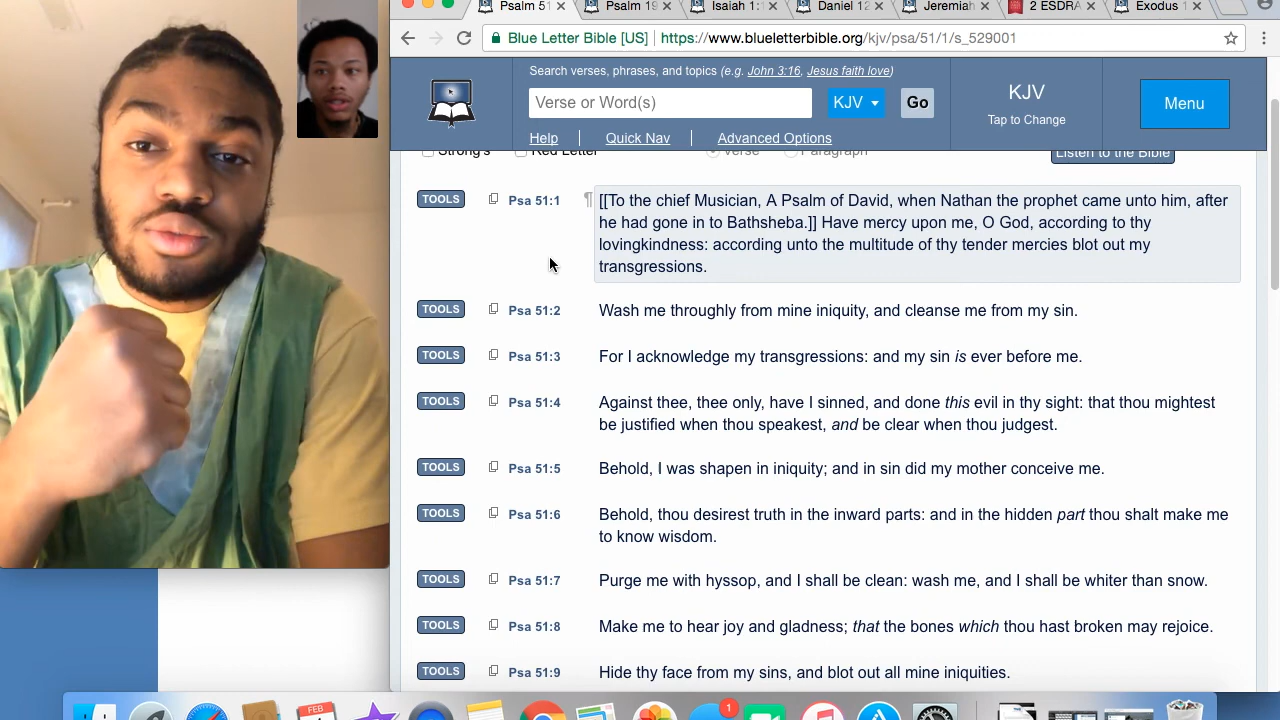 Psalm 51
Psalm 19
Isaiah 1:
Daniel 12
Jeremiah
2 ESDRA
Exodus 1
Blue Letter Bible [US]
https://www.blueletterbible.org/kjv/psa/51/1/s_529001
Search verses, phrases, and topics (e.g. John 3:16, Jesus faith love)
Verse or Word(s)
KJV
Go
KJV
Tap to Change
Menu
Help
Quick Nav
Advanced Options
Strong's
Red Letter
Verse
Paragraph
Listen to the Bible
TOOLS Psa 51:1 ¶ [[To the chief Musician, A Psalm of David, when Nathan the prophet came unto him, after
he had gone in to Bathsheba.]] Have mercy upon me, O God, according to thy
lovingkindness: according unto the multitude of thy tender mercies blot out my
transgressions.
TOOLS Psa 51:2 Wash me throughly from mine iniquity, and cleanse me from my sin.
TOOLS Psa 51:3 For I acknowledge my transgressions: and my sin is ever before me.
TOOLS Psa 51:4 Against thee, thee only, have I sinned, and done this evil in thy sight: that thou mightest
be justified when thou speakest, and be clear when thou judgest.
TOOLS Psa 51:5 Behold, I was shapen in iniquity; and in sin did my mother conceive me.
TOOLS Psa 51:6 Behold, thou desirest truth in the inward parts: and in the hidden part thou shalt make me
to know wisdom.
TOOLS Psa 51:7 Purge me with hyssop, and I shall be clean: wash me, and I shall be whiter than snow.
TOOLS Psa 51:8 Make me to hear joy and gladness; that the bones which thou hast broken may rejoice.
TOOLS Psa 51:9 Hide thy face from my sins, and blot out all mine iniquities.
FEB
1